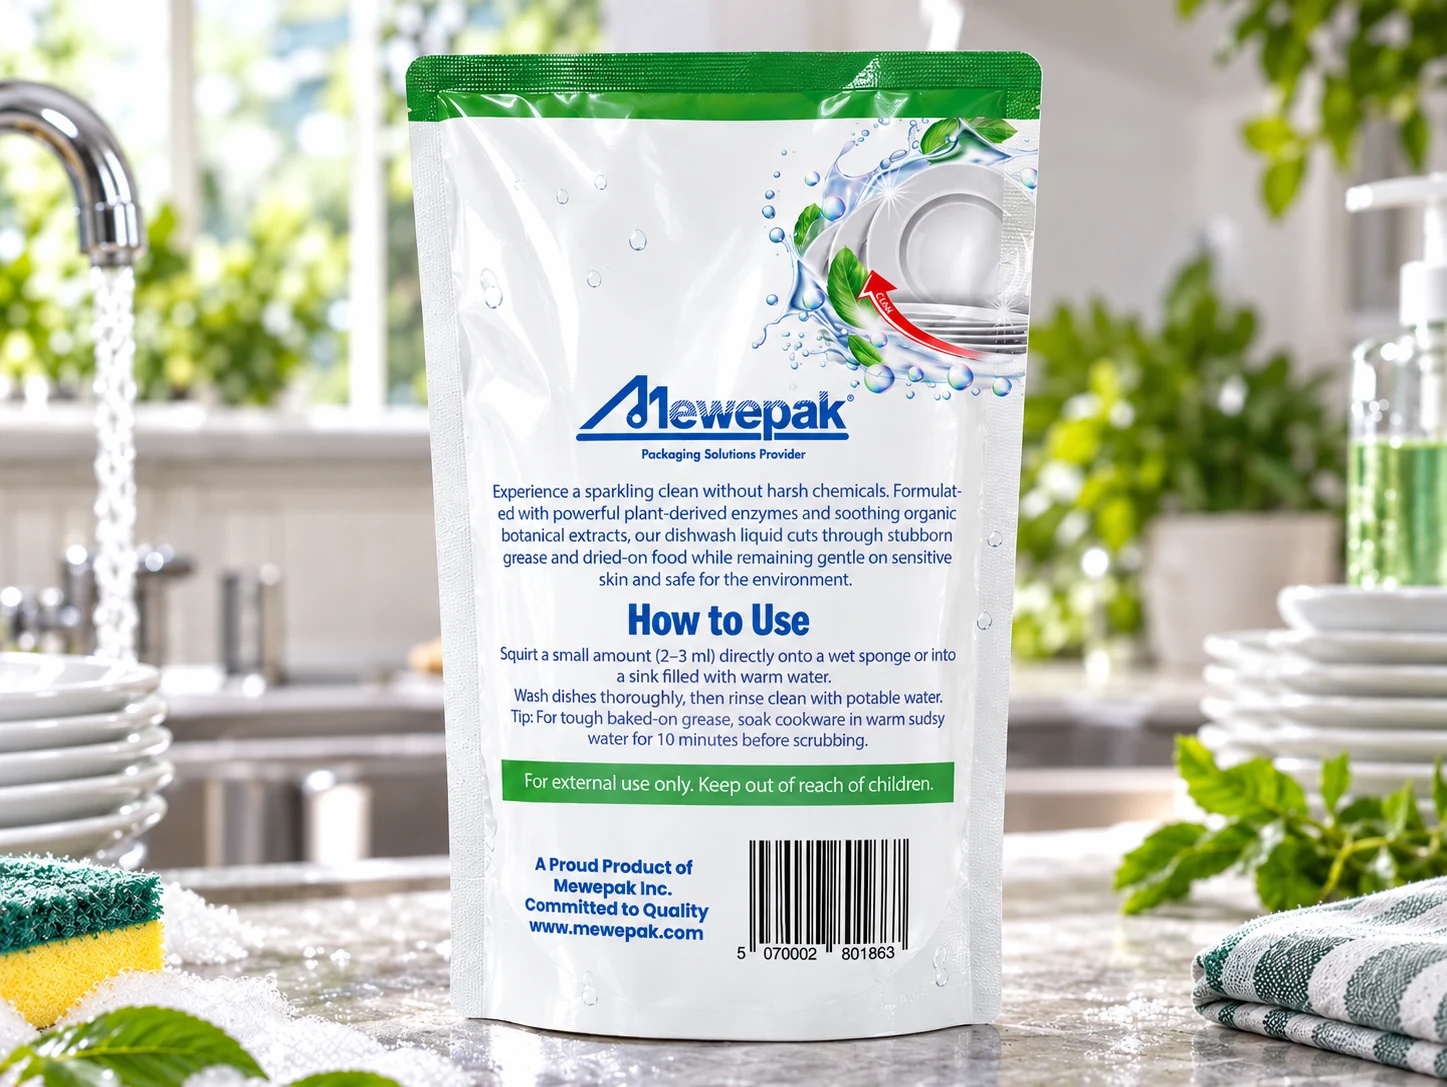 CLEAN
Mewepak®
Packaging Solutions Provider
Experience a sparkling clean without harsh chemicals. Formulat-
ed with powerful plant-derived enzymes and soothing organic
botanical extracts, our dishwash liquid cuts through stubborn
grease and dried-on food while remaining gentle on sensitive
skin and safe for the environment.
How to Use
Squirt a small amount (2–3 ml) directly onto a wet sponge or into
a sink filled with warm water.
Wash dishes thoroughly, then rinse clean with potable water.
Tip: For tough baked-on grease, soak cookware in warm sudsy
water for 10 minutes before scrubbing.
For external use only. Keep out of reach of children.
A Proud Product of
Mewepak Inc.
Committed to Quality
www.mewepak.com
5 070002 801863